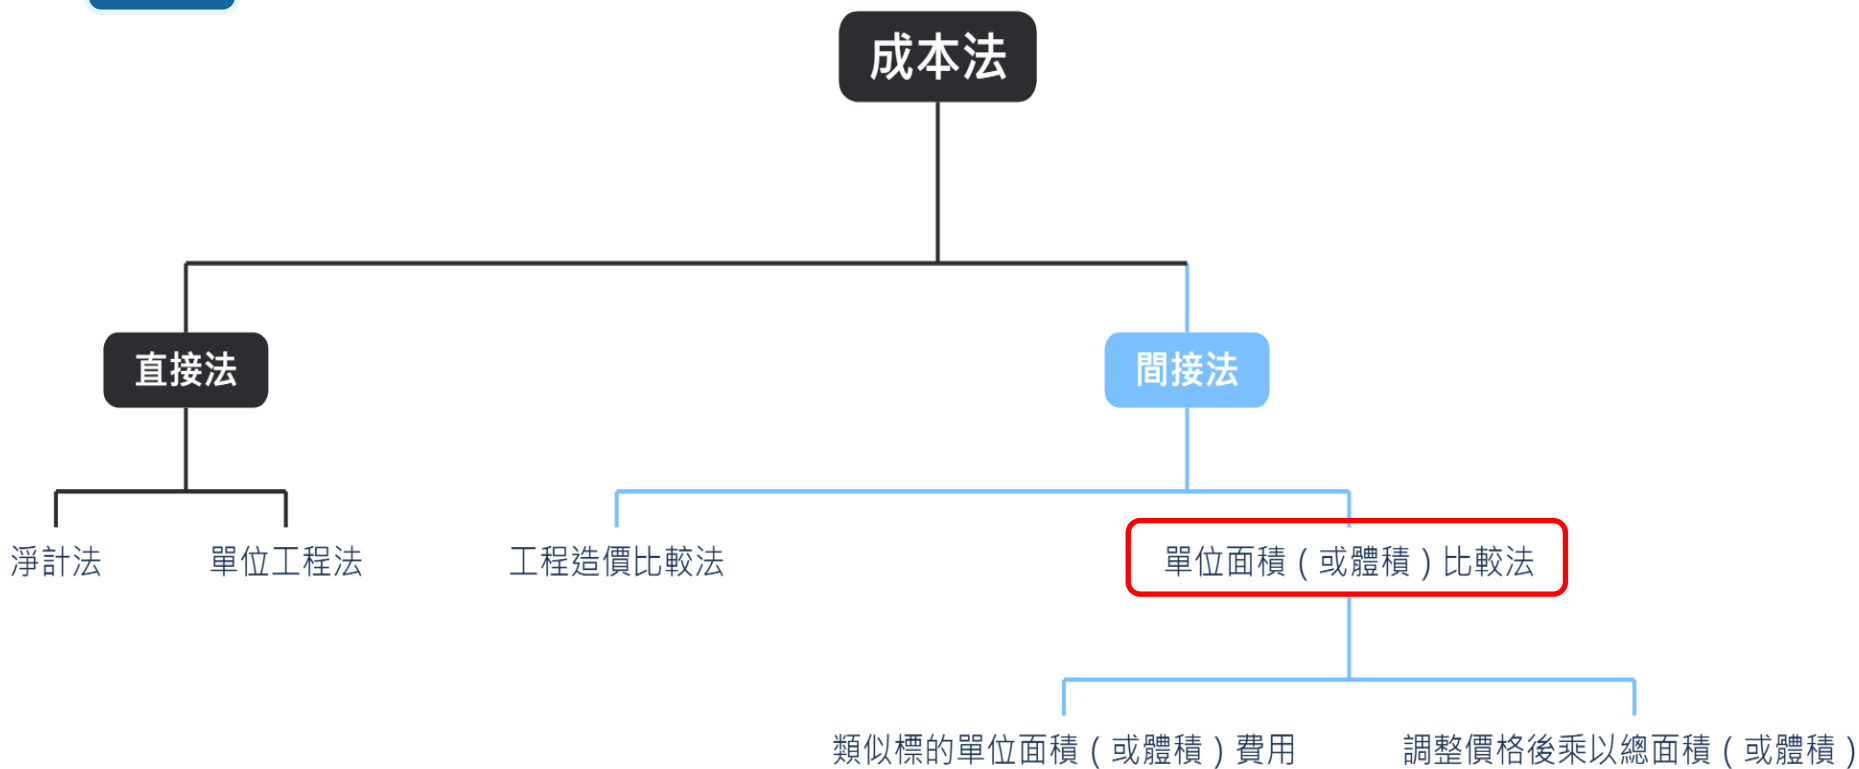 成本法
直接法
間接法
淨計法
單位工程法
工程造價比較法
單位面積（或體積）比較法
類似標的單位面積（或體積）費用
調整價格後乘以總面積（或體積）